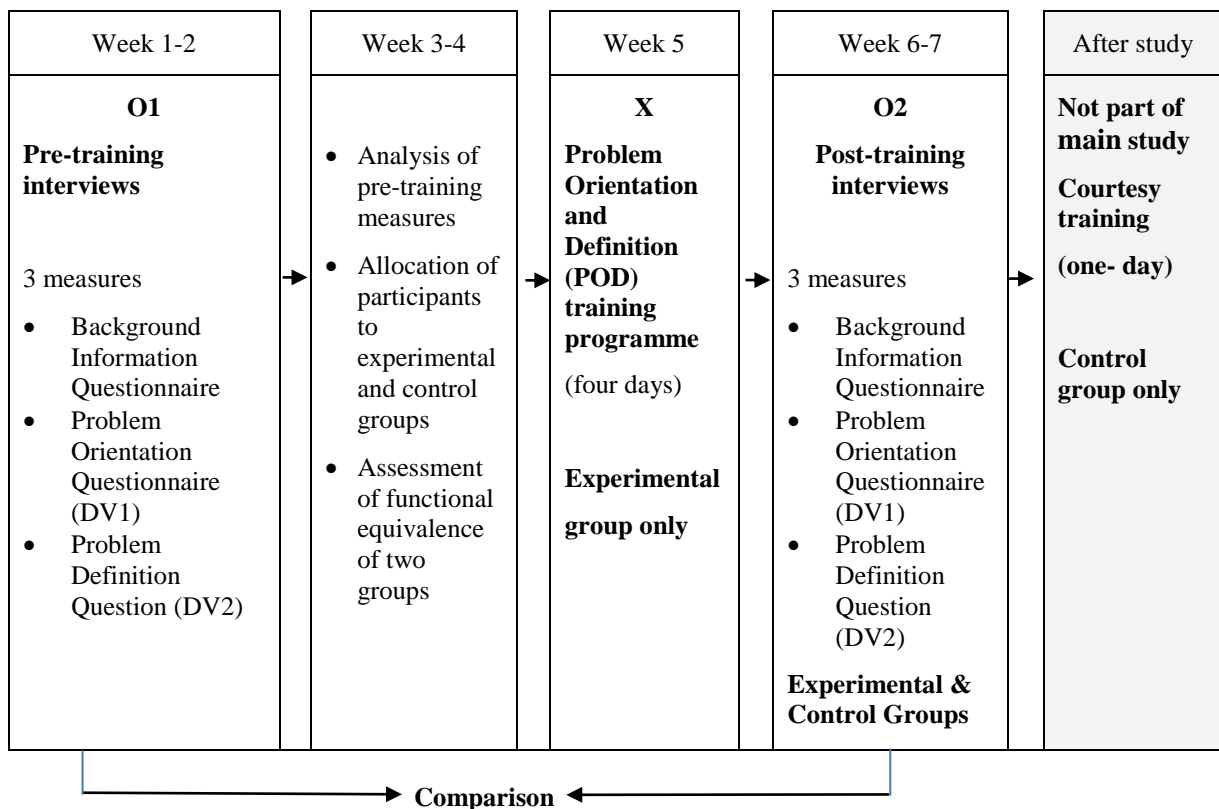 Week 1-2
O1
Pre-training
interviews
3 measures
• Background
Information
Questionnaire
• Problem
Orientation
Questionnaire
(DV1)
• Problem
Definition
Question (DV2)
Week 3-4
• Analysis of
pre-training
measures
• Allocation of
participants
to
experimental
and control
groups
• Assessment
of functional
equivalence
of two
groups
Week 5
X
Problem
Orientation
and
Definition
(POD)
training
programme
(four days)
Experimental
group only
Week 6-7
O2
Post-training
interviews
3 measures
• Background
Information
Questionnaire
• Problem
Orientation
Questionnaire
(DV1)
• Problem
Definition
Question
(DV2)
Experimental &
Control Groups
After study
Not part of
main study
Courtesy
training
(one- day)
Control
group only
Comparison